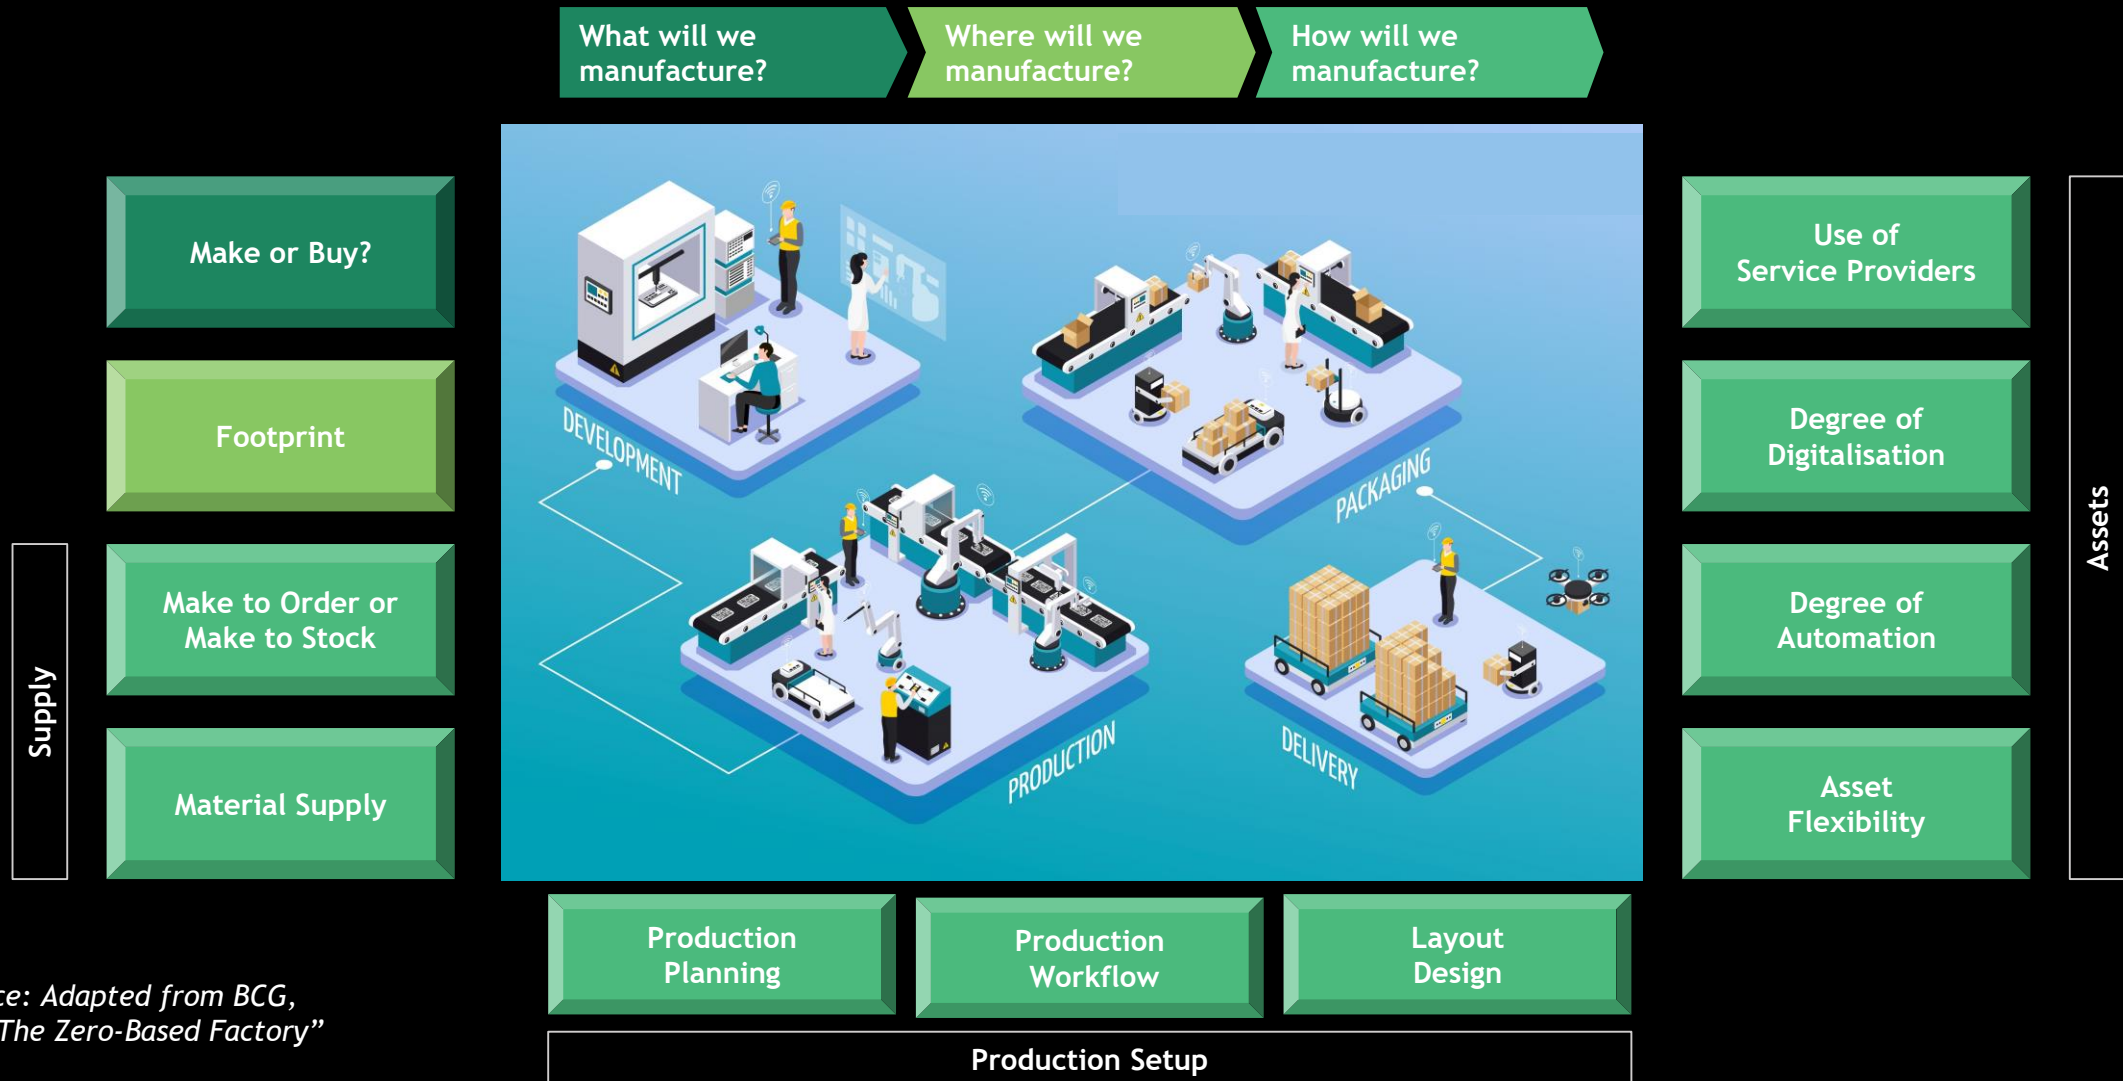 What will we
manufacture?
Where will we
manufacture?
How will we
manufacture?
Make or Buy?
Footprint
Supply
Make to Order or
Make to Stock
Material Supply
DEVELOPMENT
PACKAGING
PRODUCTION
DELIVERY
Use of
Service Providers
Degree of
Digitalisation
Degree of
Automation
Asset
Flexibility
Assets
Production
Planning
Production
Workflow
Layout
Design
Production Setup
Adapted from BCG,
The Zero-Based Factory”